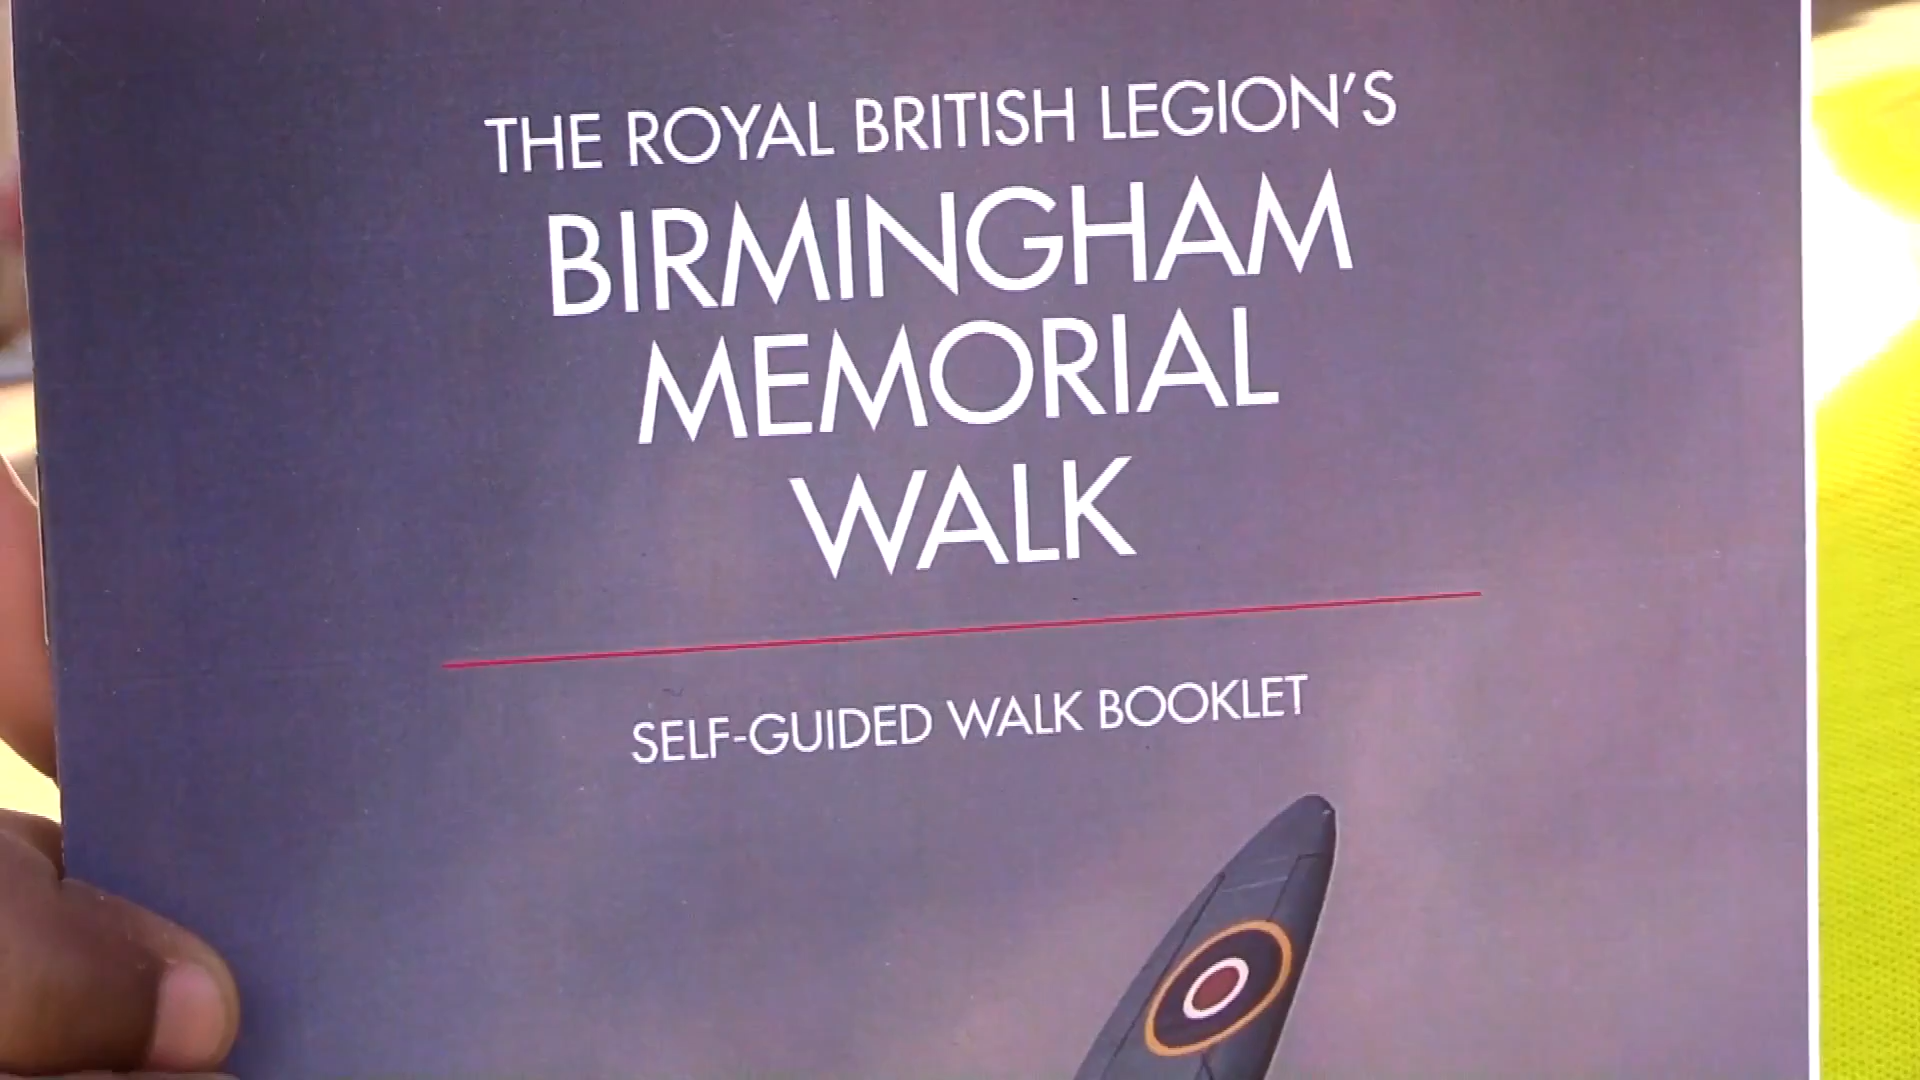 THE ROYAL BRITISH LEGION'S
BIRMINGHAM
MEMORIAL
WALK
SELF-GUIDED WALK BOOKLET